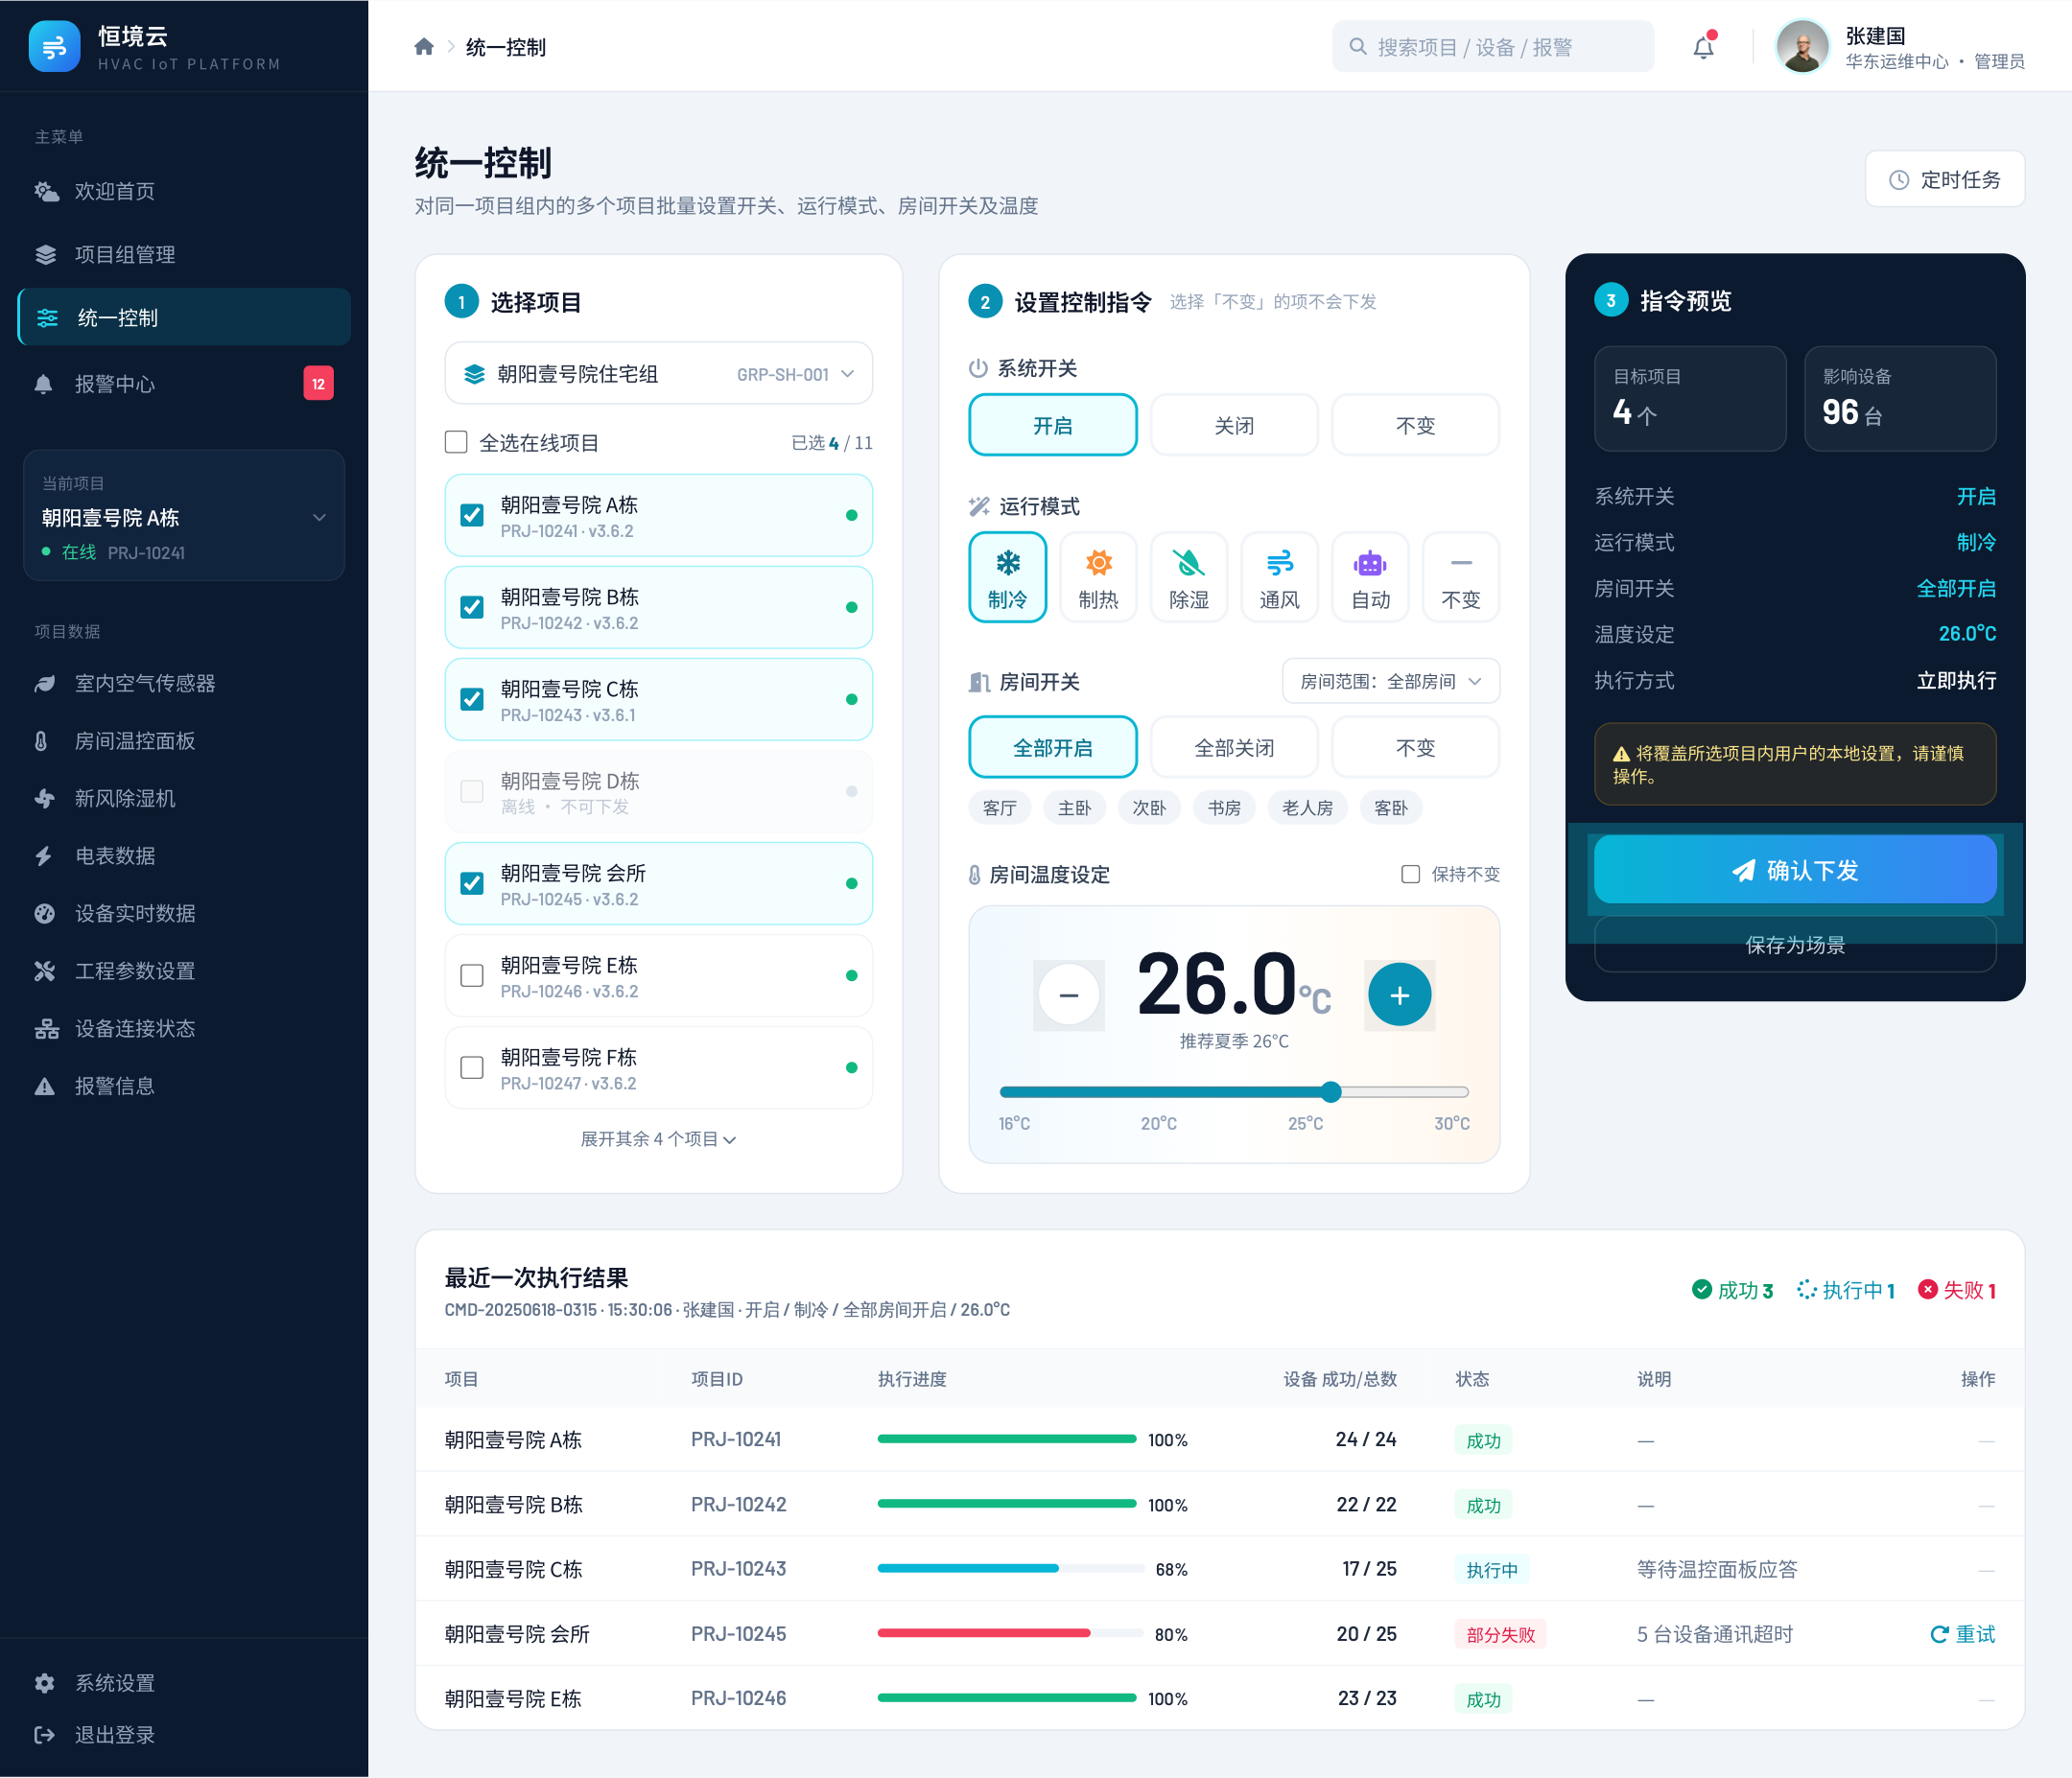 恒境云
HVAC IoT PLATFORM
主菜单
欢迎首页
项目组管理
统一控制
报警中心
12
当前项目
朝阳壹号院 A栋
在线 PRJ-10241
项目数据
室内空气传感器
房间温控面板
新风除湿机
电表数据
设备实时数据
工程参数设置
设备连接状态
报警信息
系统设置
退出登录
统一控制
搜索项目 / 设备 / 报警
张建国
华东运维中心 · 管理员
统一控制
对同一项目组内的多个项目批量设置开关、运行模式、房间开关及温度
定时任务
1 选择项目
朝阳壹号院住宅组 GRP-SH-001
全选在线项目 已选 4 / 11
朝阳壹号院 A栋
PRJ-10241 · v3.6.2
朝阳壹号院 B栋
PRJ-10242 · v3.6.2
朝阳壹号院 C栋
PRJ-10243 · v3.6.1
朝阳壹号院 D栋
离线 · 不可下发
朝阳壹号院 会所
PRJ-10245 · v3.6.2
朝阳壹号院 E栋
PRJ-10246 · v3.6.2
朝阳壹号院 F栋
PRJ-10247 · v3.6.2
展开其余 4 个项目
2 设置控制指令 选择「不变」的项不会下发
系统开关
开启 关闭 不变
运行模式
制冷 制热 除湿 通风 自动 不变
房间开关 房间范围：全部房间
全部开启 全部关闭 不变
客厅 主卧 次卧 书房 老人房 客卧
房间温度设定 保持不变
− 26.0°C +
推荐夏季 26°C
16°C 20°C 25°C 30°C
3 指令预览
目标项目
4 个
影响设备
96 台
系统开关 开启
运行模式 制冷
房间开关 全部开启
温度设定 26.0°C
执行方式 立即执行
将覆盖所选项目内用户的本地设置，请谨慎
操作。
确认下发
保存为场景
最近一次执行结果
CMD-20250618-0315 · 15:30:06 · 张建国 · 开启 / 制冷 / 全部房间开启 / 26.0°C
成功 3 执行中 1 失败 1
项目 项目ID 执行进度 设备 成功/总数 状态 说明 操作
朝阳壹号院 A栋 PRJ-10241 100% 24 / 24 成功 — —
朝阳壹号院 B栋 PRJ-10242 100% 22 / 22 成功 — —
朝阳壹号院 C栋 PRJ-10243 68% 17 / 25 执行中 等待温控面板应答 —
朝阳壹号院 会所 PRJ-10245 80% 20 / 25 部分失败 5 台设备通讯超时 重试
朝阳壹号院 E栋 PRJ-10246 100% 23 / 23 成功 — —